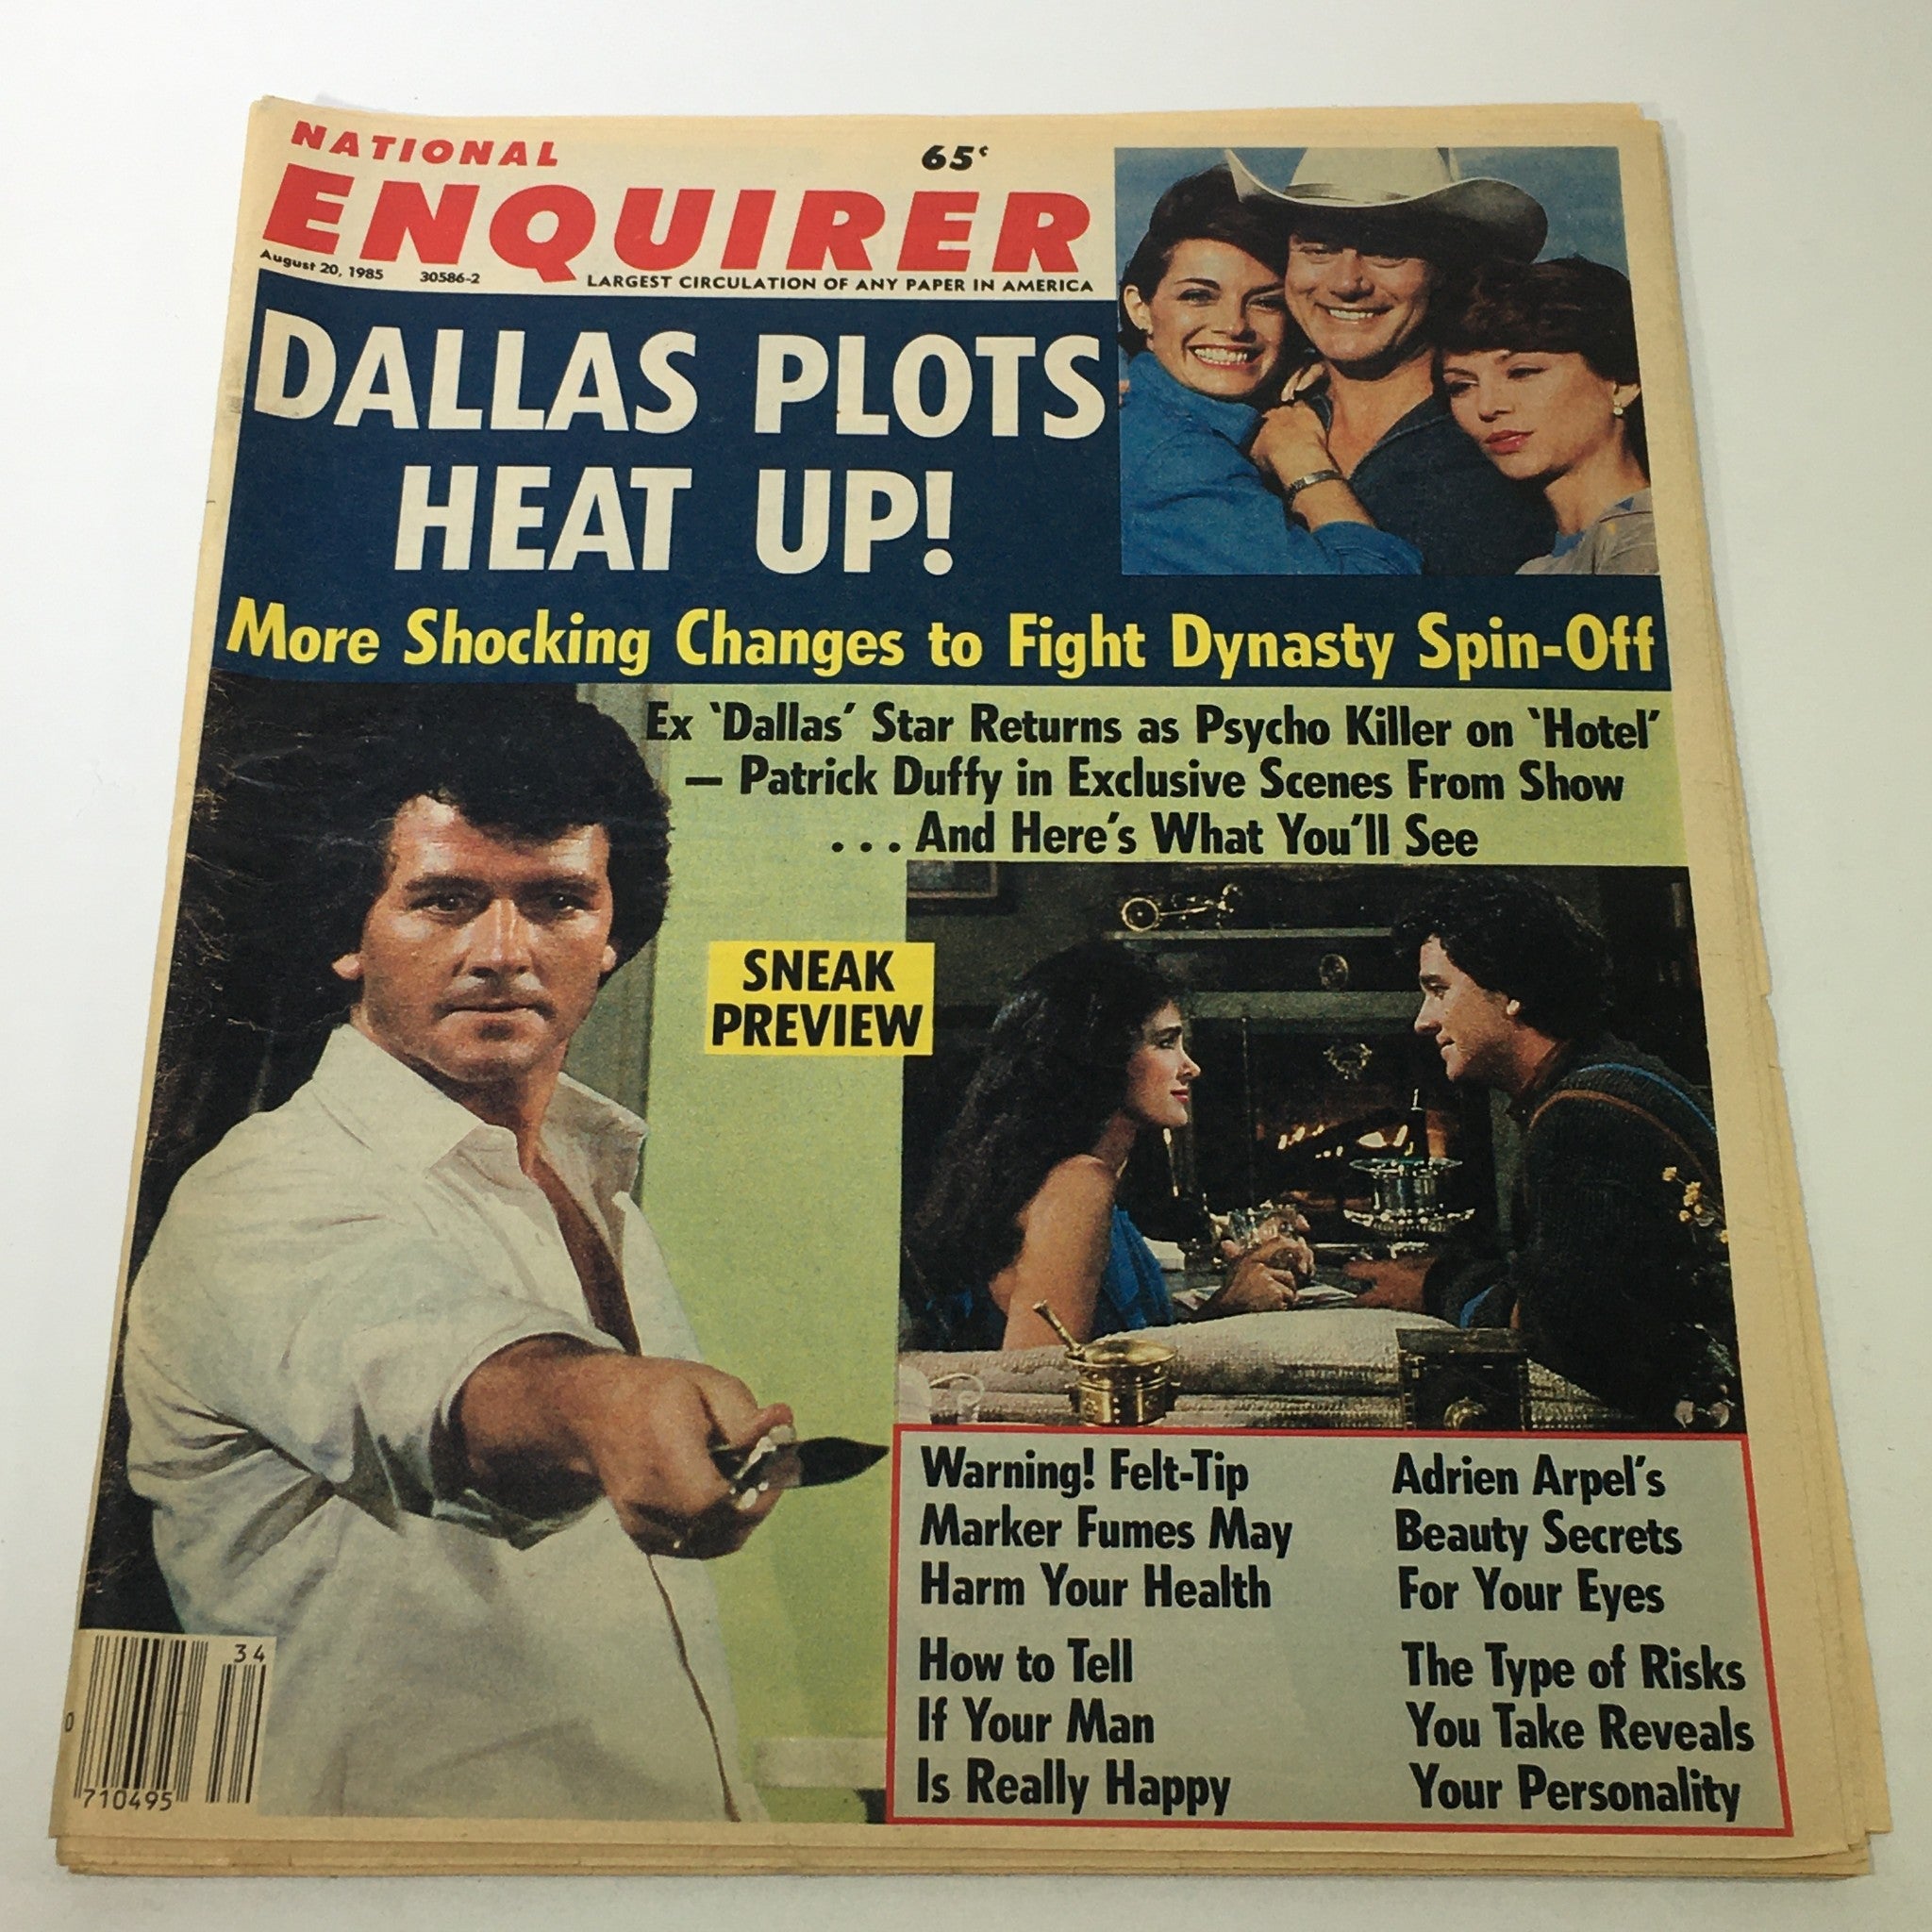 NATIONAL
65¢
ENQUIRER
August 20, 1985 30586-2 LARGEST CIRCULATION OF ANY PAPER IN AMERICA
DALLAS PLOTS
HEAT UP!
More Shocking Changes to Fight Dynasty Spin-Off
Ex 'Dallas' Star Returns as Psycho Killer on 'Hotel'
— Patrick Duffy in Exclusive Scenes From Show
. . . And Here's What You'll See
SNEAK
PREVIEW
Warning! Felt-Tip
Marker Fumes May
Harm Your Health
How to Tell
If Your Man
Is Really Happy
Adrien Arpel's
Beauty Secrets
For Your Eyes
The Type of Risks
You Take Reveals
Your Personality
34
0
710495